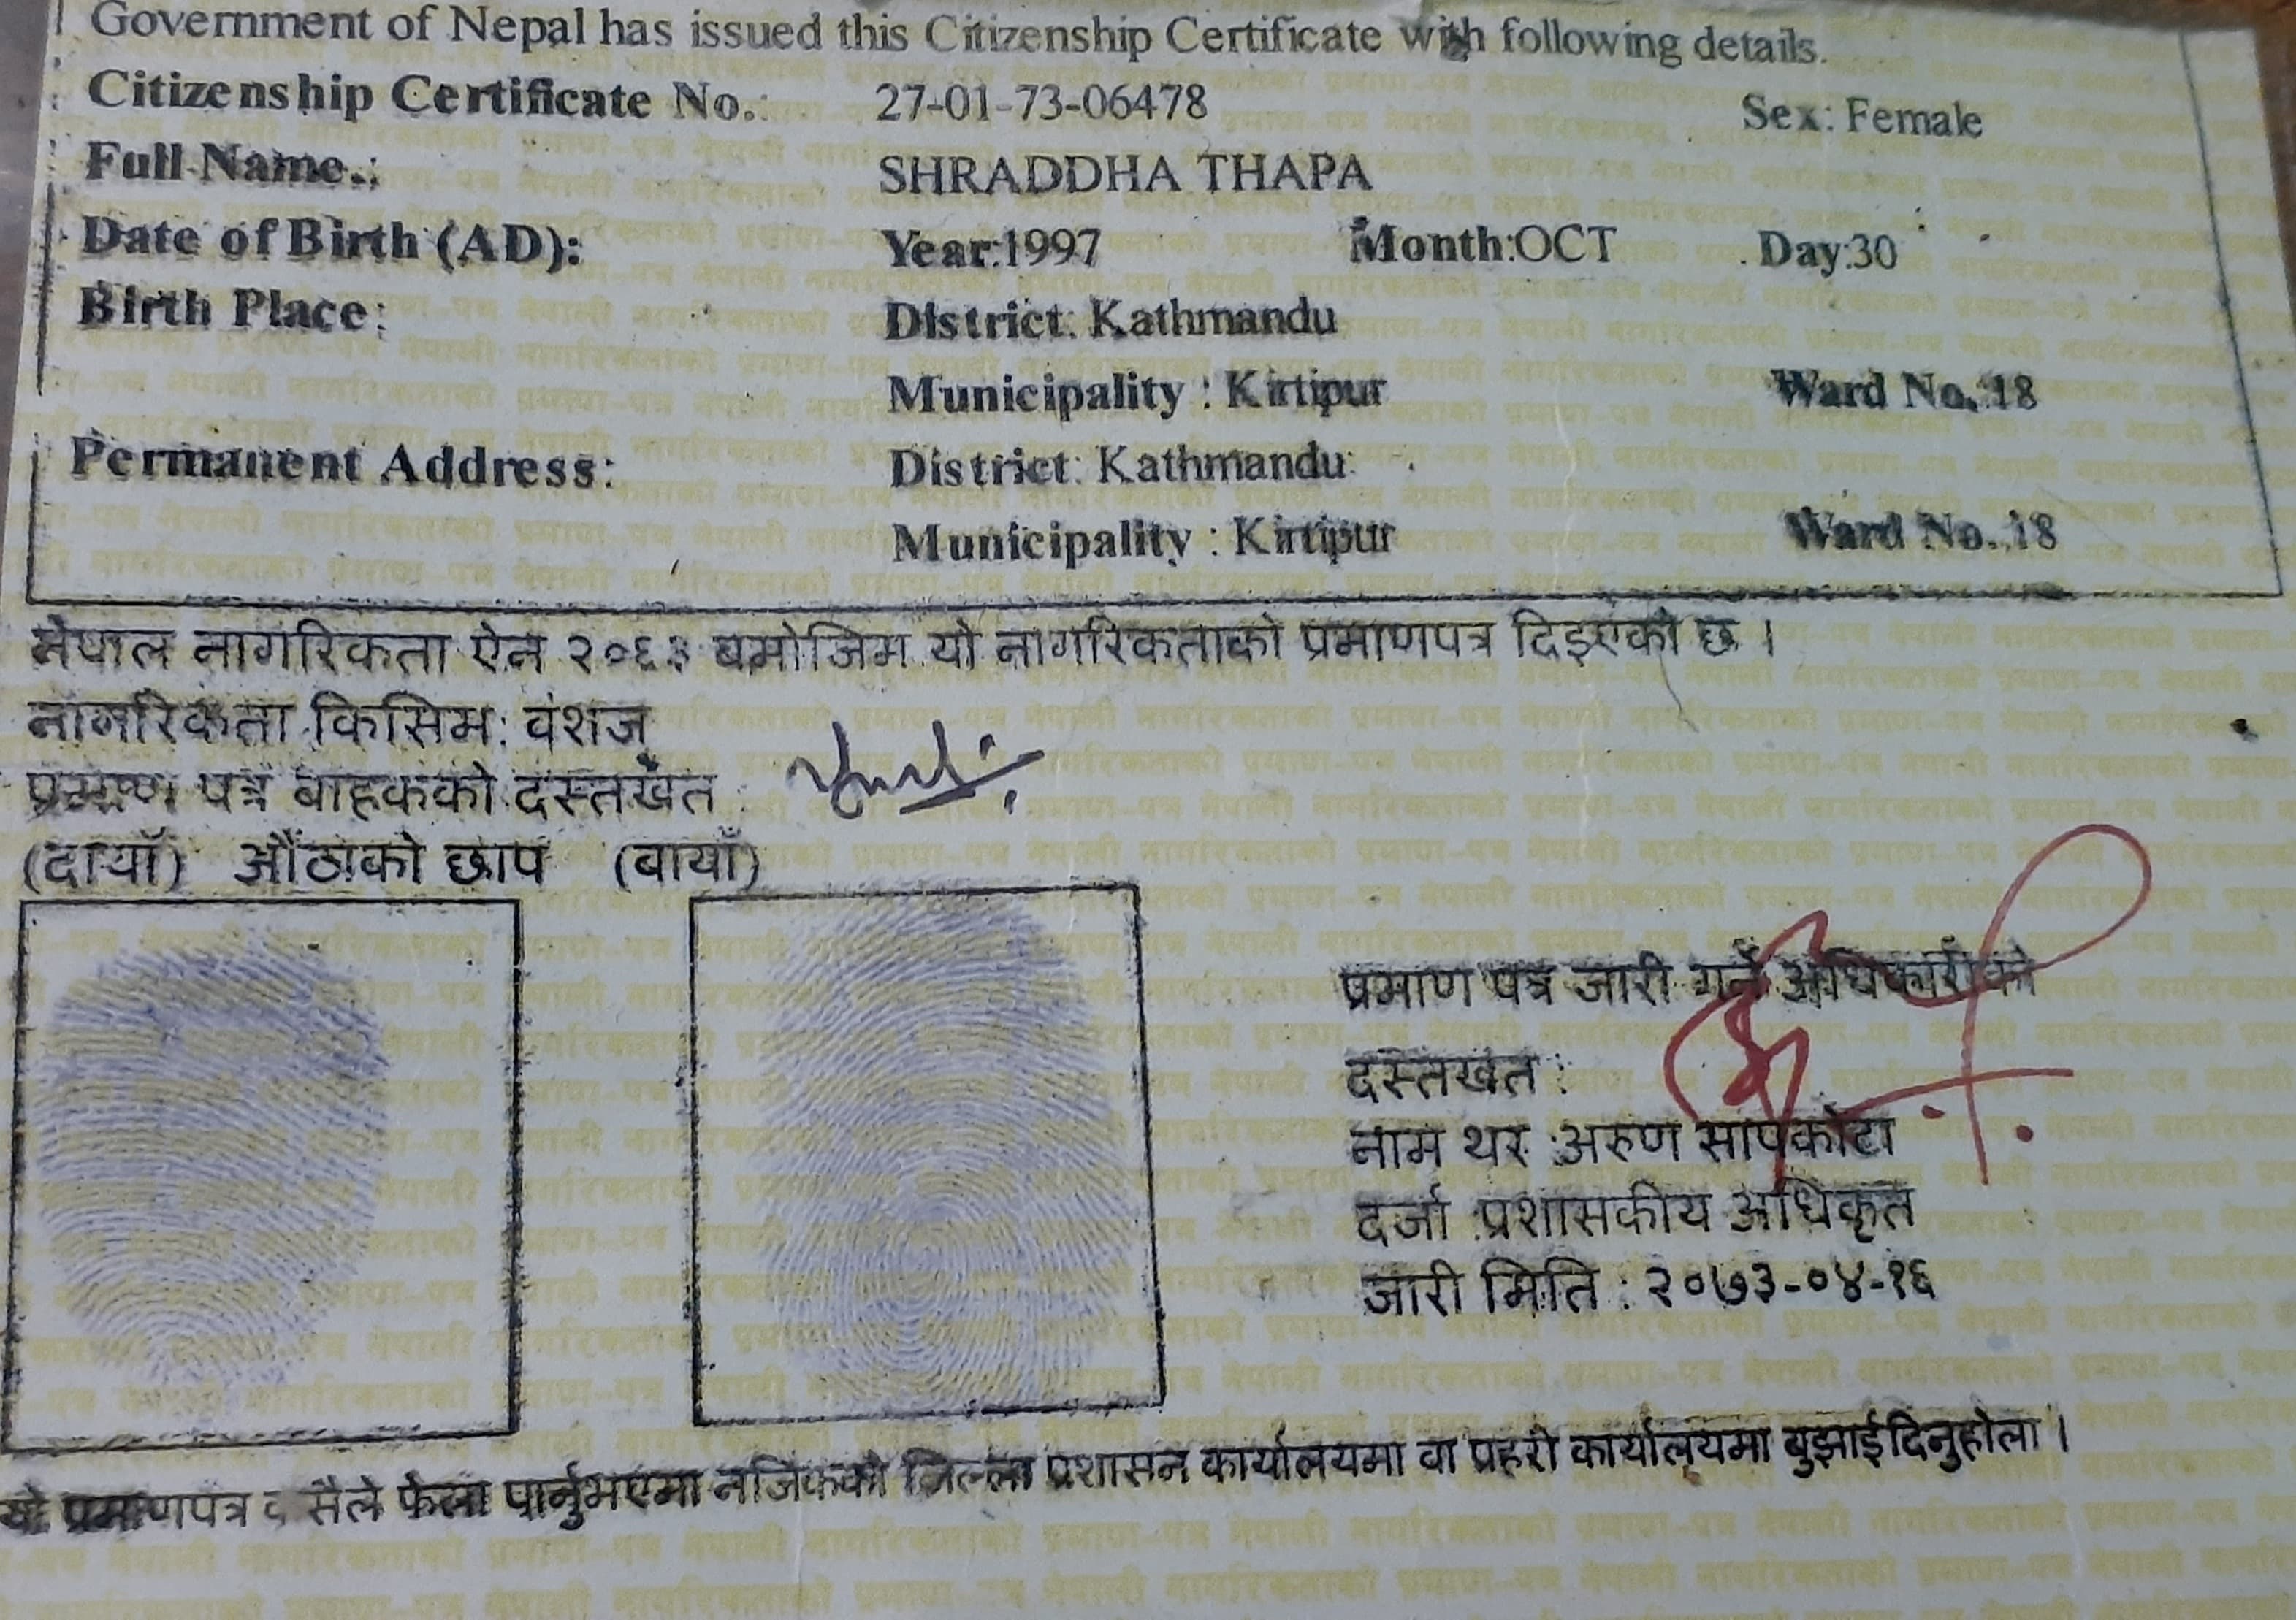 Government of Nepal has issued this Citizenship Certificate with following details.
Citizenship Certificate No.: 27-01-73-06478 Sex: Female
Full Name.: SHRADDHA THAPA
Date of Birth (AD): Year:1997 Month:OCT Day:30
Birth Place: District: Kathmandu
Municipality : Kirtipur Ward No.:18
Permanent Address: District: Kathmandu
Municipality : Kirtipur Ward No.:18
नेपाल नागरिकता ऐन २०६३ बमोजिम यो नागरिकताको प्रमाणपत्र दिइएको छ ।
नागरिकता किसिम: वंशज
प्रमाण पत्र वाहकको दस्तखत :
(दायाँ) औंठाको छाप (बायाँ)
प्रमाण पत्र जारी गर्ने अधिकारीको
दस्तखत :
नाम थर :अरुण सापकोटा
दर्जा :प्रशासकीय अधिकृत
जारी मिति : २०७३-०४-१६
यो प्रमाणपत्र कसैले फेला पार्नुभएमा नजिकको जिल्ला प्रशासन कार्यालयमा वा प्रहरी कार्यालयमा बुझाईदिनुहोला ।